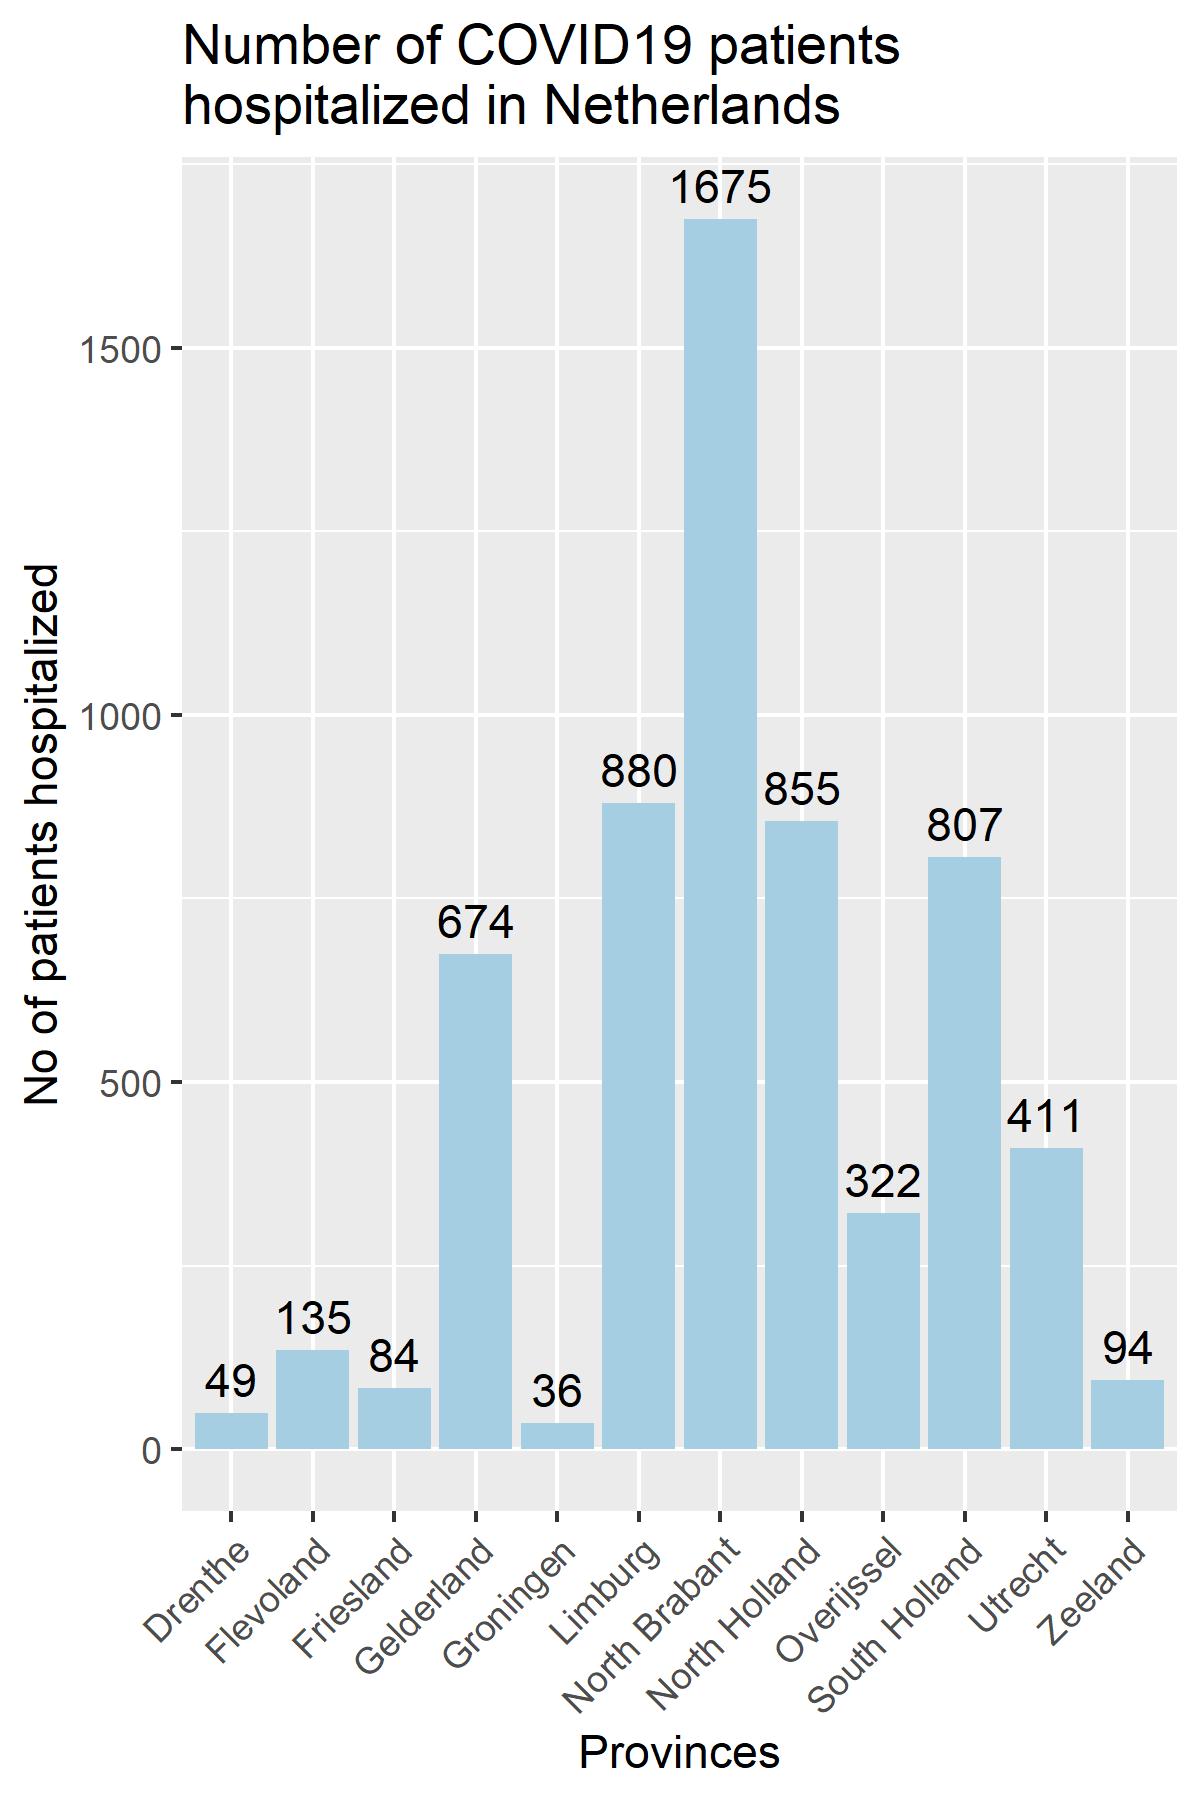 Number of COVID19 patients
hospitalized in Netherlands
No of patients hospitalized
1500
1000
500
0
49
135
84
674
36
880
1675
855
322
807
411
94
Drenthe
Flevoland
Friesland
Gelderland
Groningen
Limburg
North Brabant
North Holland
Overijssel
South Holland
Utrecht
Zeeland
Provinces